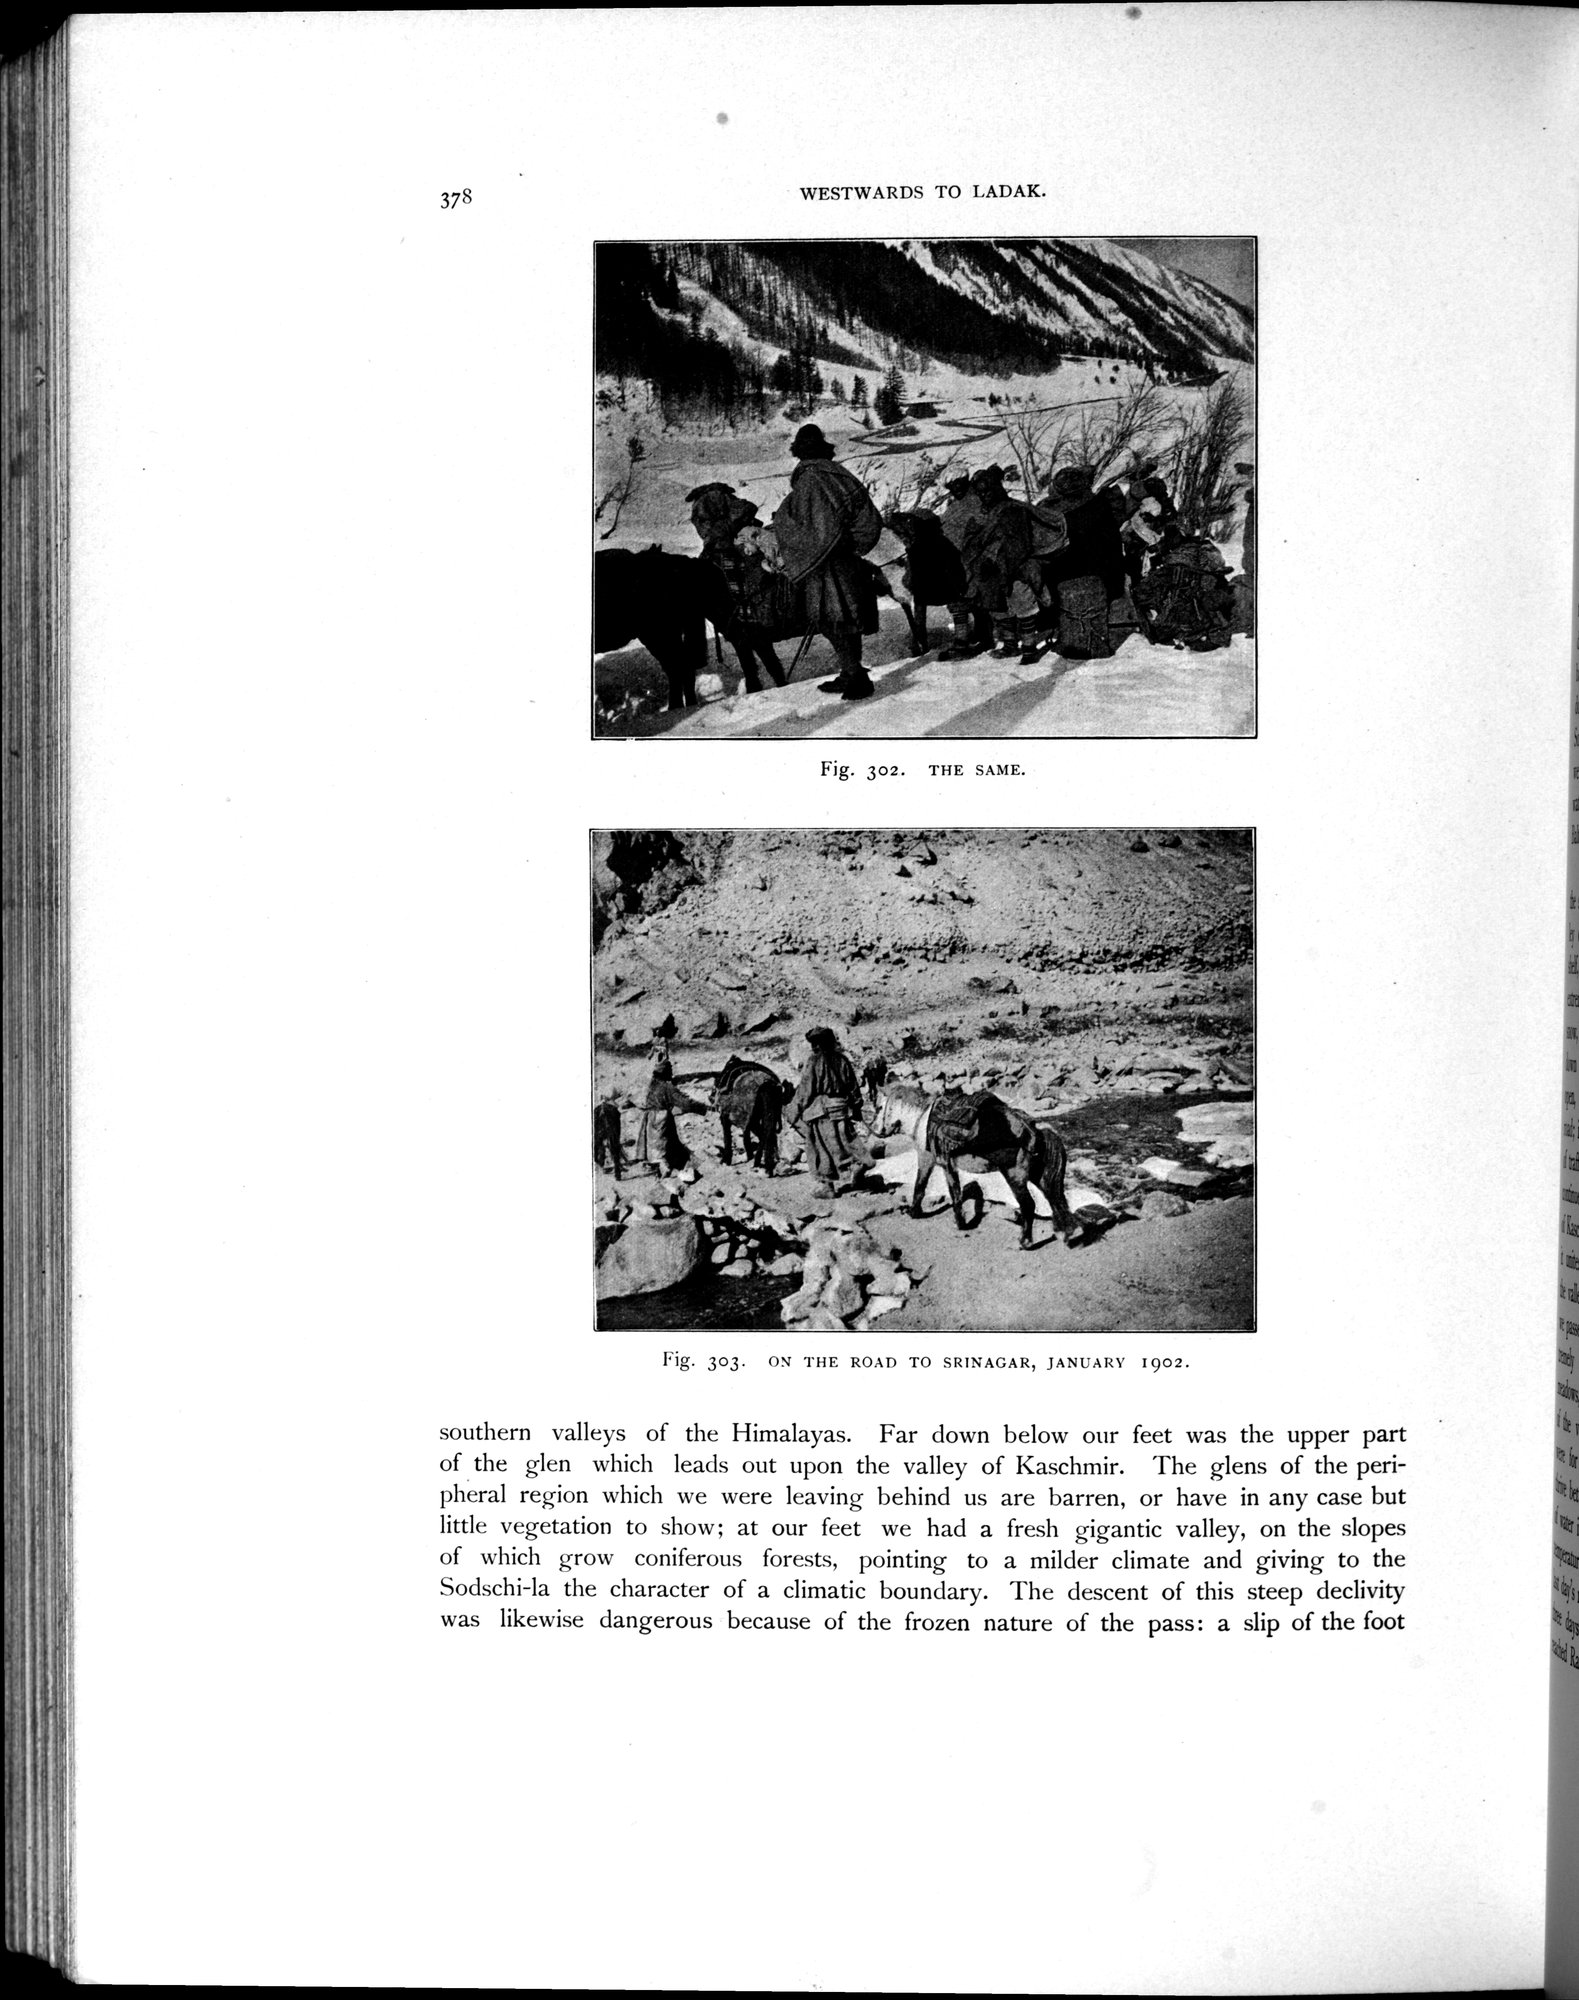 378
WESTWARDS TO LADAK.
Fig. 302. THE SAME.
Fig. 303. ON THE ROAD TO SRINAGAR, JANUARY 1902.
southern valleys of the Himalayas. Far down below our feet was the upper part
of the glen which leads out upon the valley of Kaschmir. The glens of the peri-
pheral region which we were leaving behind us are barren, or have in any case but
little vegetation to show; at our feet we had a fresh gigantic valley, on the slopes
of which grow coniferous forests, pointing to a milder climate and giving to the
Sodschi-la the character of a climatic boundary. The descent of this steep declivity
was likewise dangerous because of the frozen nature of the pass: a slip of the foot